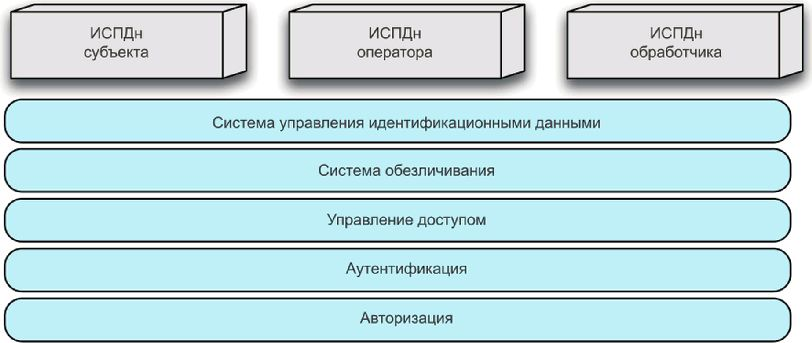 ИСПДн
субъекта
ИСПДн
оператора
ИСПДн
обработчика
Система управления идентификационными данными
Система обезличивания
Управление доступом
Аутентификация
Авторизация